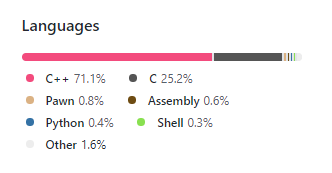 Languages
C++ 71.1% C 25.2%
Pawn 0.8% Assembly 0.6%
Python 0.4% Shell 0.3%
Other 1.6%